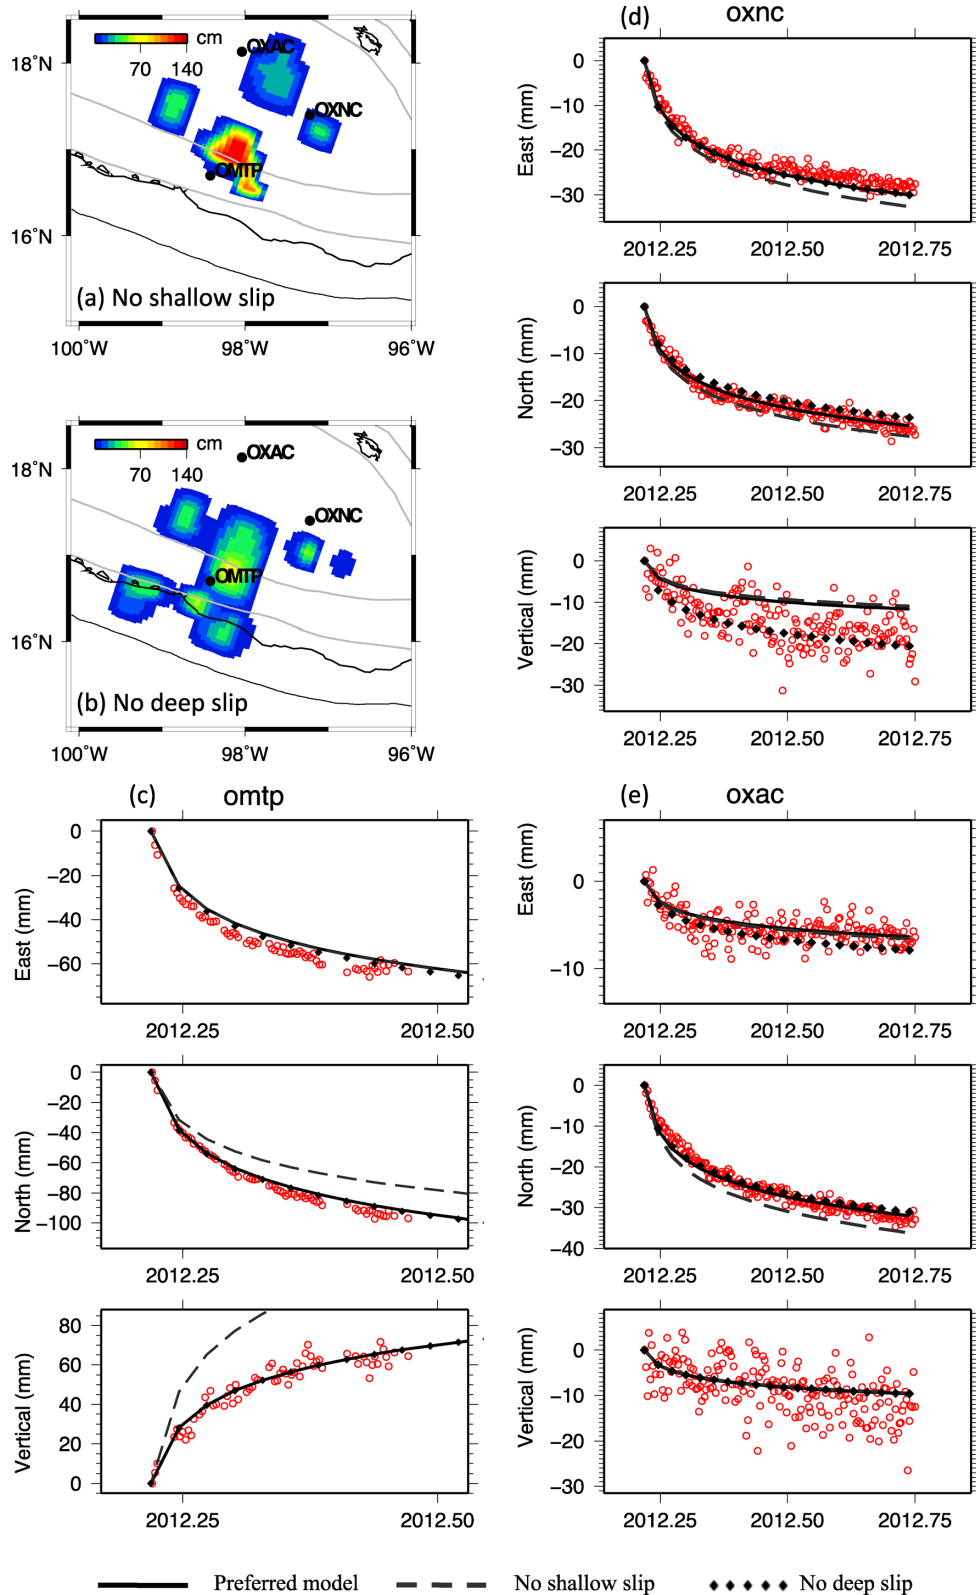 cm
70 140
OXAC
OXNC
OMTP
18°N
16°N
(a) No shallow slip
100°W 98°W 96°W
cm
70 140
OXAC
OXNC
OMTP
18°N
16°N
(b) No deep slip
100°W 98°W 96°W
(c) omtp
East (mm)
0
−20
−40
−60
2012.25 2012.50
North (mm)
0
−20
−40
−60
−80
−100
2012.25 2012.50
Vertical (mm)
80
60
40
20
0
2012.25 2012.50
(d) oxnc
East (mm)
0
−10
−20
−30
2012.25 2012.50 2012.75
North (mm)
0
−10
−20
−30
2012.25 2012.50 2012.75
Vertical (mm)
0
−10
−20
−30
2012.25 2012.50 2012.75
(e) oxac
East (mm)
0
−10
2012.25 2012.50 2012.75
North (mm)
0
−10
−20
−30
−40
2012.25 2012.50 2012.75
Vertical (mm)
0
−10
−20
−30
2012.25 2012.50 2012.75
Preferred model No shallow slip No deep slip